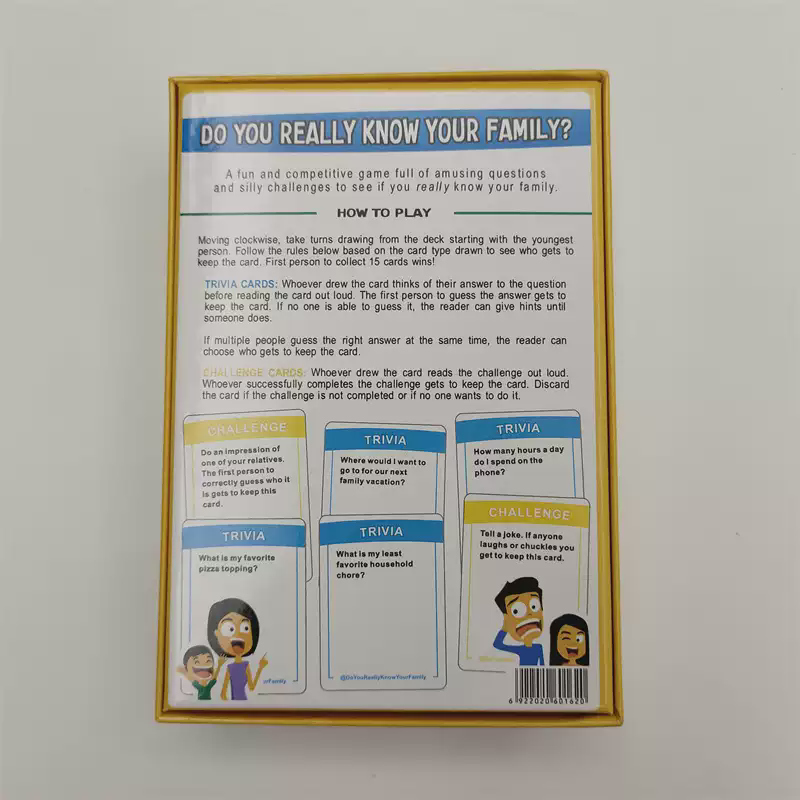 DO YOU REALLY KNOW YOUR FAMILY?
A fun and competitive game full of amusing questions
and silly challenges to see if you really know your family.
HOW TO PLAY
Moving clockwise, take turns drawing from the deck starting with the youngest
person. Follow the rules below based on the card type drawn to see who gets to
keep the card. First person to collect 15 cards wins!
TRIVIA CARDS: Whoever drew the card thinks of their answer to the question
before reading the card out loud. The first person to guess the answer gets to
keep the card. If no one is able to guess it, the reader can give hints until
someone does.
If multiple people guess the right answer at the same time, the reader can
choose who gets to keep the card.
CHALLENGE CARDS: Whoever drew the card reads the challenge out loud.
Whoever successfully completes the challenge gets to keep the card. Discard
the card if the challenge is not completed or if no one wants to do it.
CHALLENGE
Do an impression of
one of your relatives.
The first person to
correctly guess who it
is gets to keep this
card.
TRIVIA
Where would I want to
go to for our next
family vacation?
TRIVIA
How many hours a day
do I spend on the
phone?
TRIVIA
What is my favorite
pizza topping?
TRIVIA
What is my least
favorite household
chore?
@DoYouReallyKnowYourFamily
CHALLENGE
Tell a joke. If anyone
laughs or chuckles you
get to keep this card.
6 922020 601620